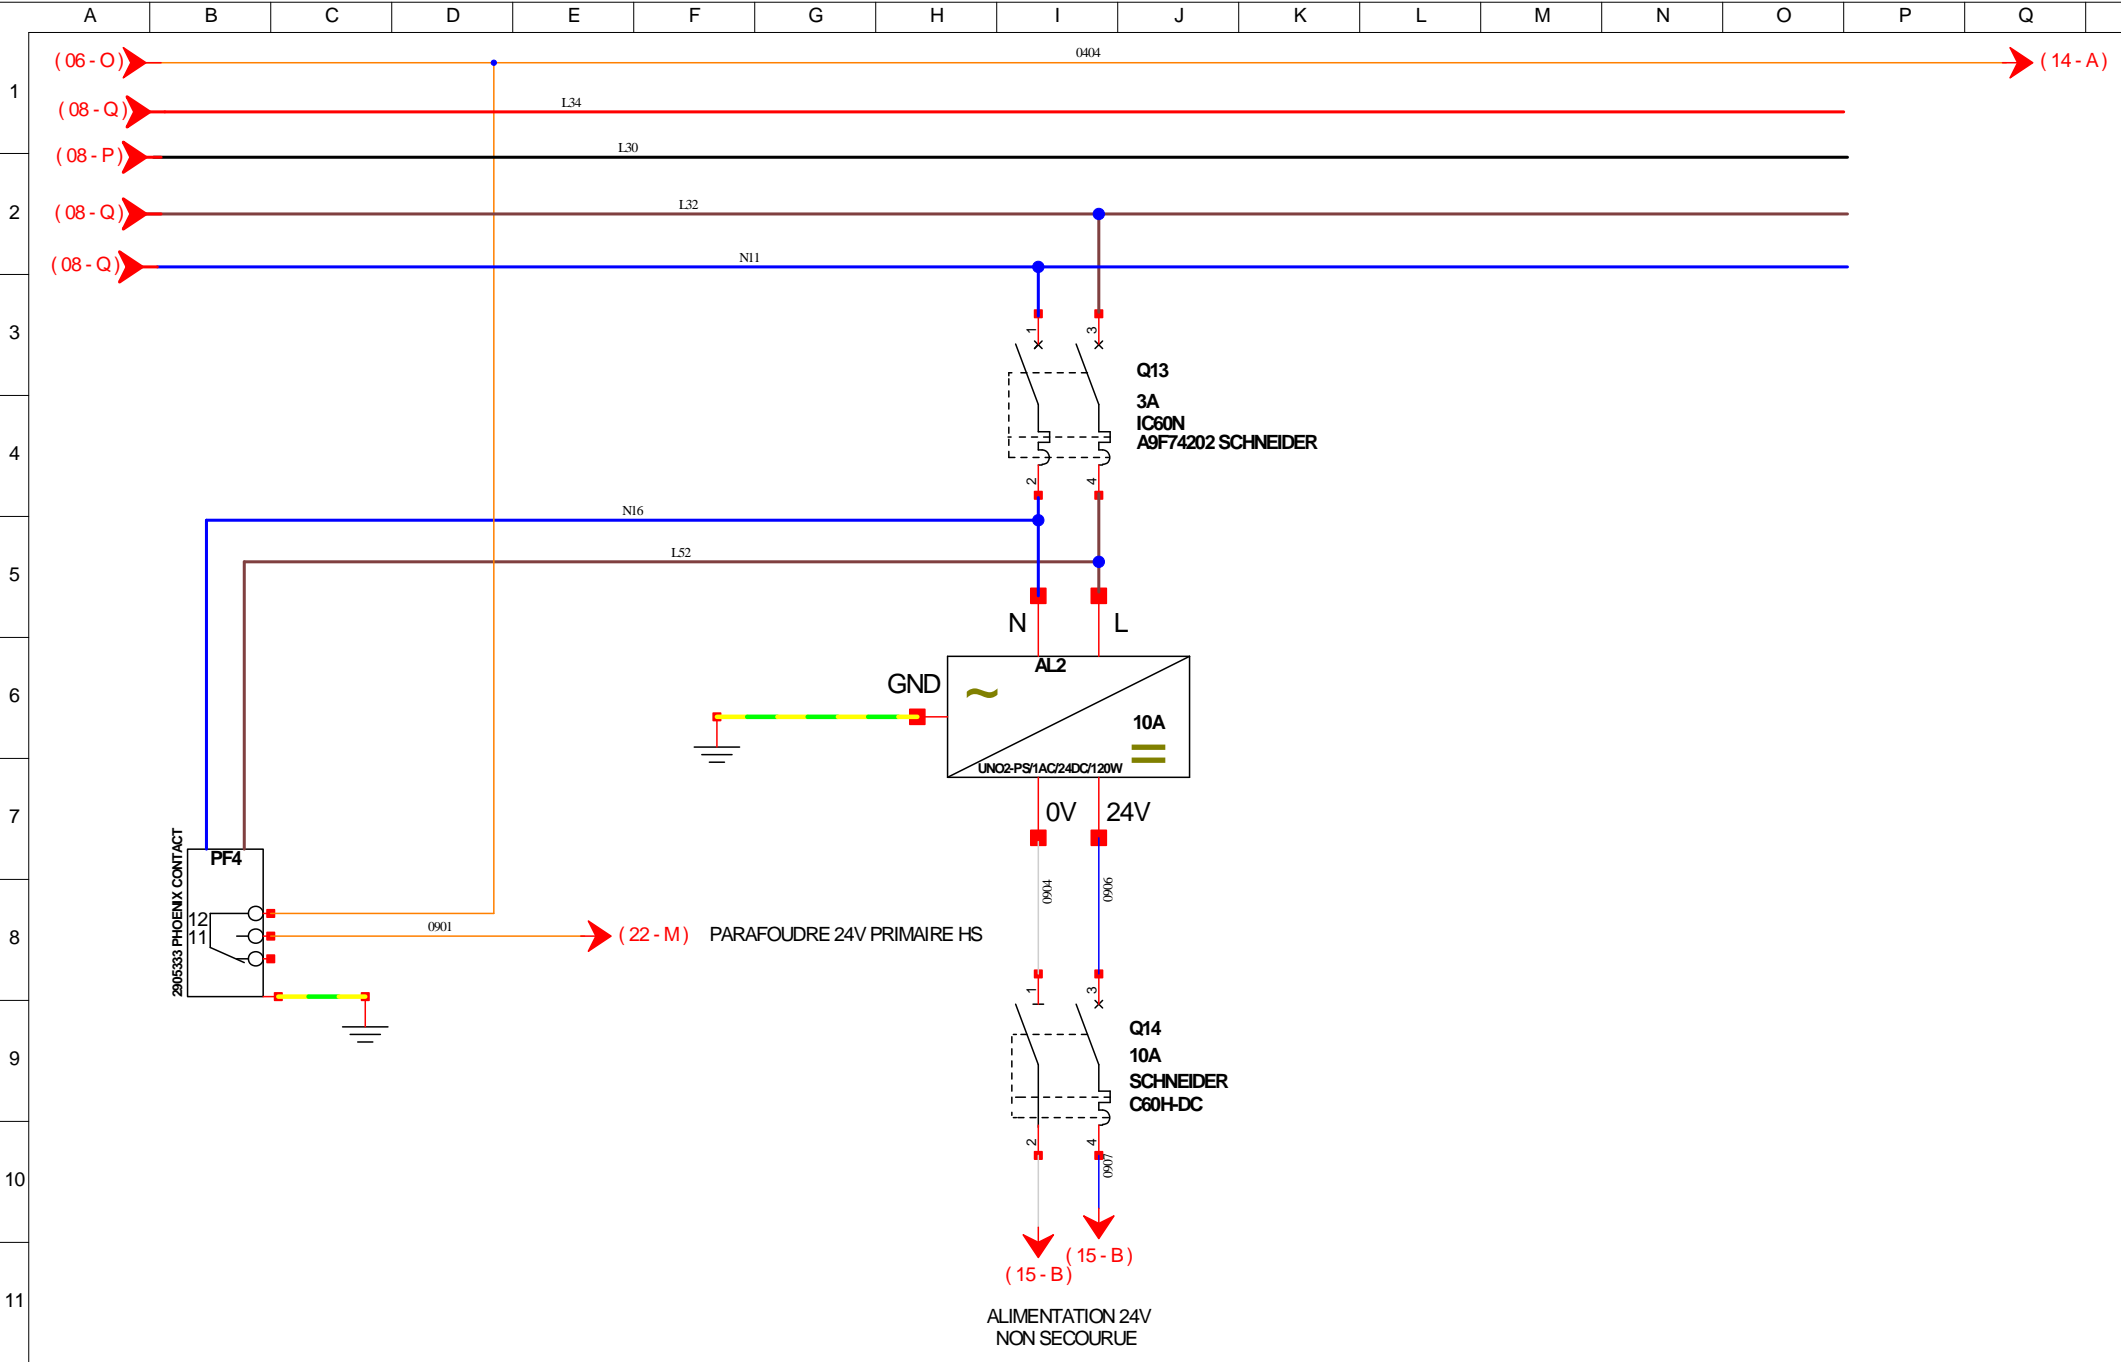 A B C D E F G H I J K L M N O P Q
1
2
3
4
5
6
7
8
9
10
11
(06-O)
0404
(14-A)
(08-Q)
L34
(08-P)
L30
(08-Q)
L32
(08-Q)
N11
1
3
Q13
3A
IC60N
A9F74202 SCHNEIDER
2
4
N16
L52
N
L
AL2
GND
~
10A
UNO2-PS/1AC/24DC/120W
0V
24V
0904
0906
2905333 PHOENIX CONTACT
PF4
12
11
0901
(22-M)
PARAFOUDRE 24V PRIMAIRE HS
1
3
Q14
10A
SCHNEIDER
C60H-DC
2
4
0907
(15-B)
(15-B)
ALIMENTATION 24V
NON SECOURUE